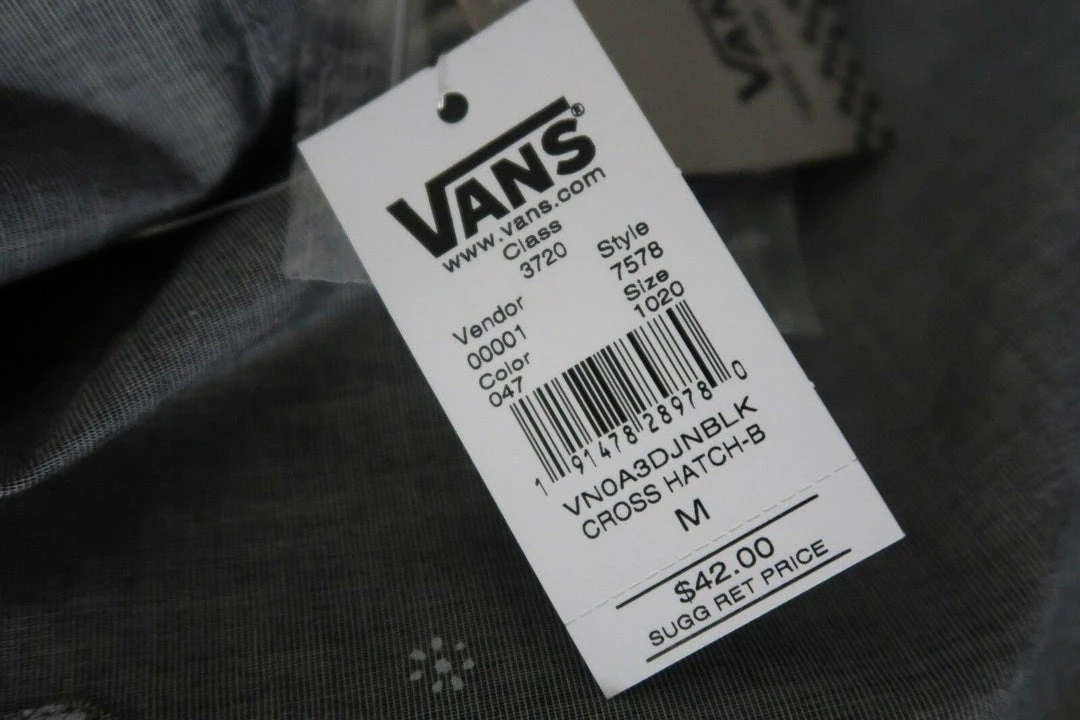 VANS®
www.vans.com
Class Style
3720 7578
Vendor Size
00001 1020
Color
047
1 91478 28978 0
VN0A3DJNBLK
CROSS HATCH-B
M
$42.00
SUGG RET PRICE
VANS